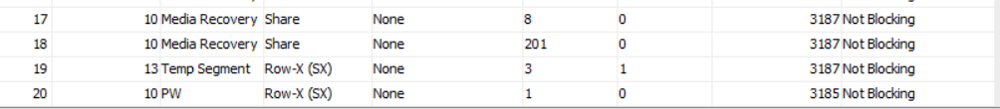 17 10 Media Recovery Share None 8 0 3187 Not Blocking
18 10 Media Recovery Share None 201 0 3187 Not Blocking
19 13 Temp Segment Row-X (SX) None 3 1 3187 Not Blocking
20 10 PW Row-X (SX) None 1 0 3185 Not Blocking